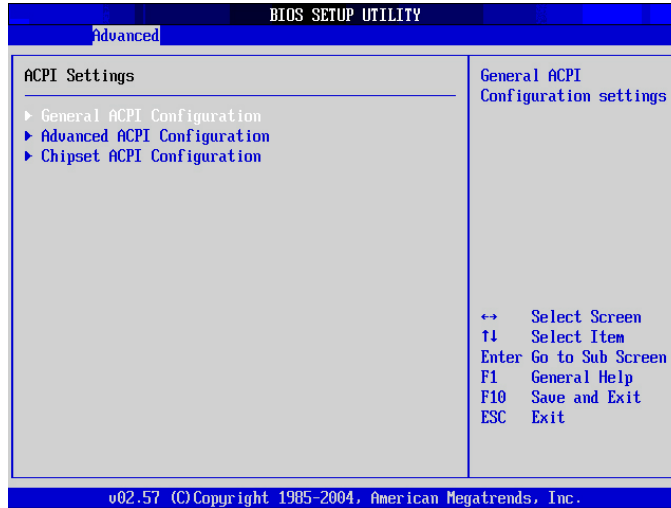 BIOS SETUP UTILITY
Advanced
ACPI Settings
General ACPI Configuration
Advanced ACPI Configuration
Chipset ACPI Configuration
General ACPI
Configuration settings
↔ Select Screen
↑↓ Select Item
Enter Go to Sub Screen
F1 General Help
F10 Save and Exit
ESC Exit
v02.57 (C)Copyright 1985-2004, American Megatrends, Inc.